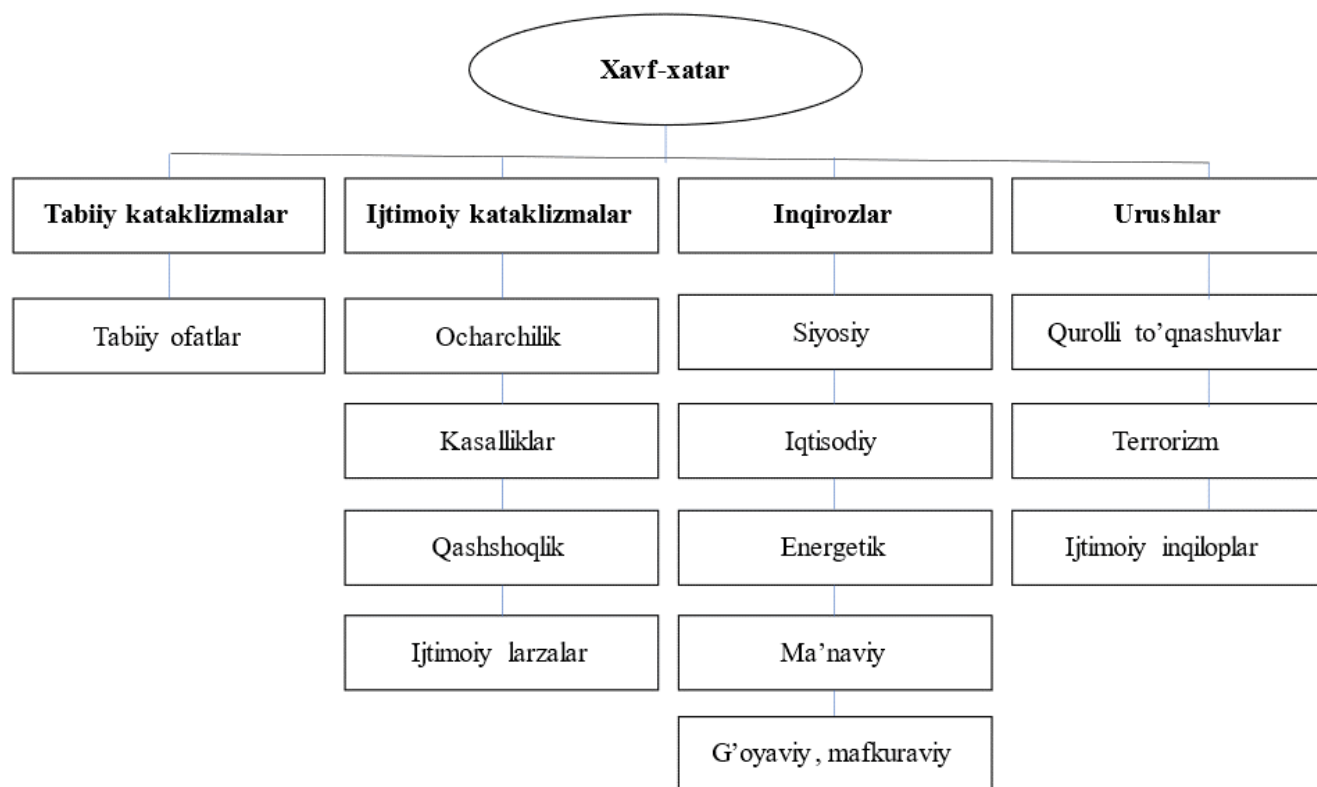 Xavf-xatar
Tabiiy kataklizmalar
Ijtimoiy kataklizmalar
Inqirozlar
Urushlar
Tabiiy ofatlar
Ocharchilik
Siyosiy
Qurolli to’qnashuvlar
Kasalliklar
Iqtisodiy
Terrorizm
Qashshoqlik
Energetik
Ijtimoiy inqiloplar
Ijtimoiy larzalar
Ma’naviy
G’oyaviy, mafkuraviy